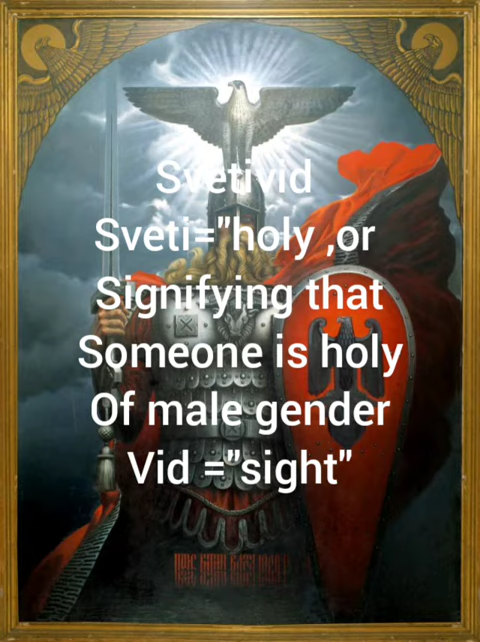 Svetivid
Sveti="holy ,or
Signifying that
Someone is holy
Of male gender
Vid ="sight"